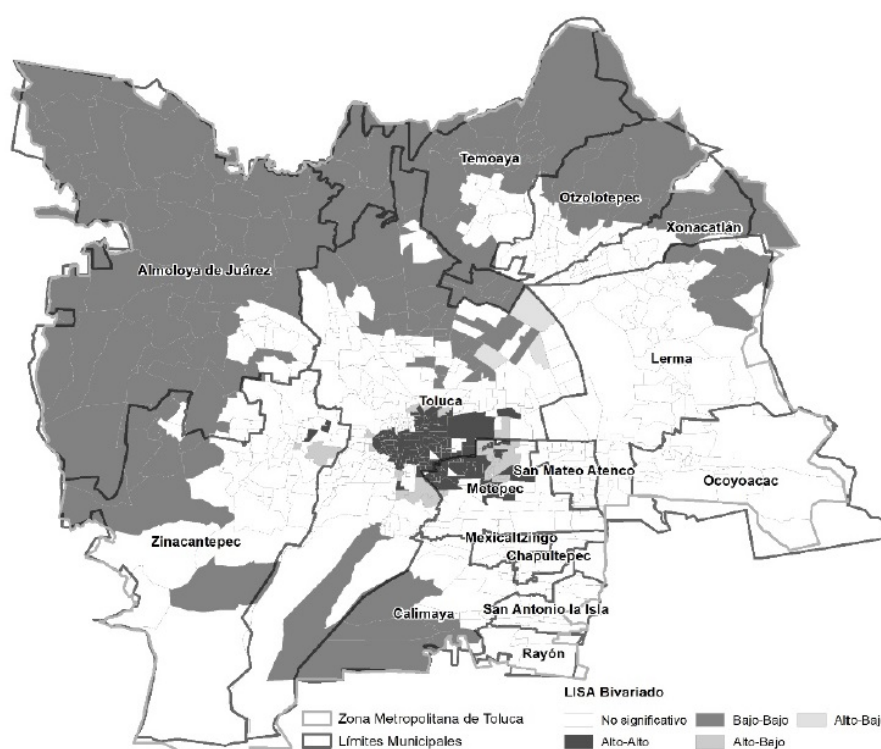 Temoaya
Otzolotepec
Xonacatlán
Almoloya de Juárez
Lerma
Toluca
San Mateo Atenco
Ocoyoacac
Metepec
Zinacantepec
Mexicaltzingo
Chapultepec
Calimaya
San Antonio la Isla
Rayón
LISA Bivariado
Zona Metropolitana de Toluca
No significativo
Bajo-Bajo
Alto-Baj
Límites Municipales
Alto-Alto
Alto-Bajo